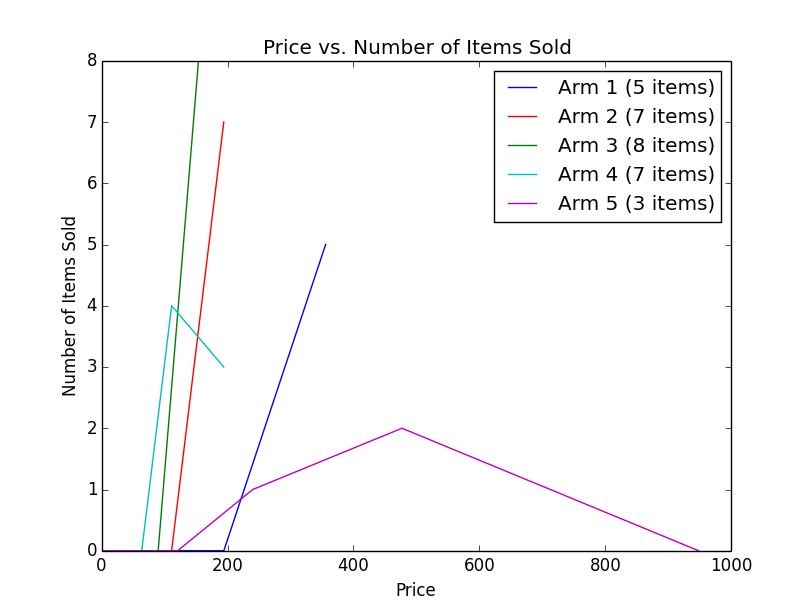 Price vs. Number of Items Sold
8
7
6
5
4
3
2
1
0
Number of Items Sold
Arm 1 (5 items)
Arm 2 (7 items)
Arm 3 (8 items)
Arm 4 (7 items)
Arm 5 (3 items)
0 200 400 600 800 1000
Price